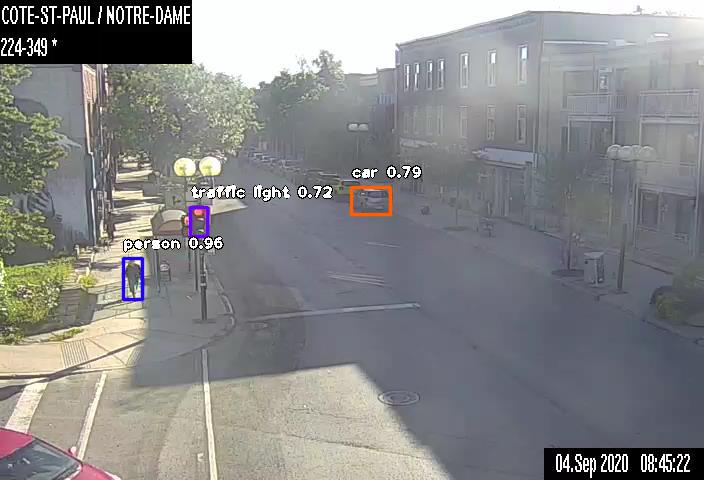 COTE-ST-PAUL / NOTRE-DAME
224-349 *
car 0.79
traffic light 0.72
person 0.96
04.Sep 2020 08:45:22